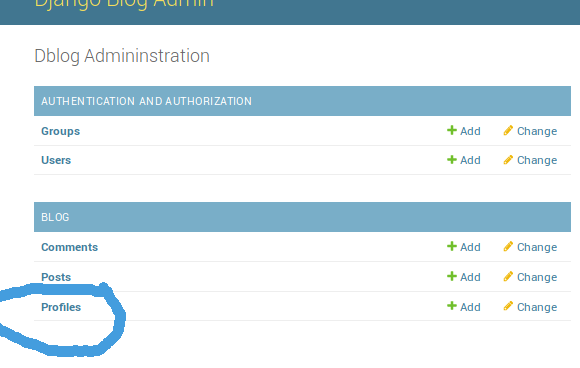 Django Blog Admin
Dblog Admininstration
AUTHENTICATION AND AUTHORIZATION
Groups Add Change
Users Add Change
BLOG
Comments Add Change
Posts Add Change
Profiles Add Change